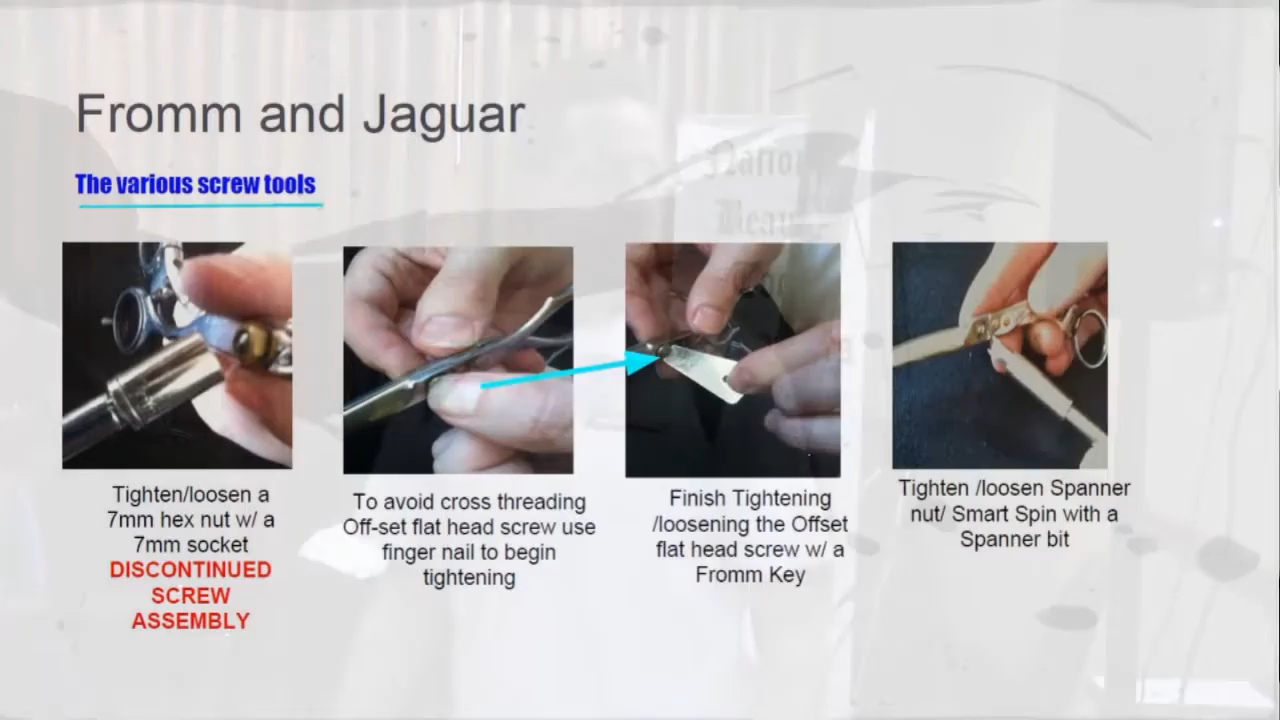 Fromm and Jaguar
The various screw tools
Tighten/loosen a
7mm hex nut w/ a
7mm socket
DISCONTINUED
SCREW
ASSEMBLY
To avoid cross threading
Off-set flat head screw use
finger nail to begin
tightening
Finish Tightening
/loosening the Offset
flat head screw w/ a
Fromm Key
Tighten /loosen Spanner
nut/ Smart Spin with a
Spanner bit